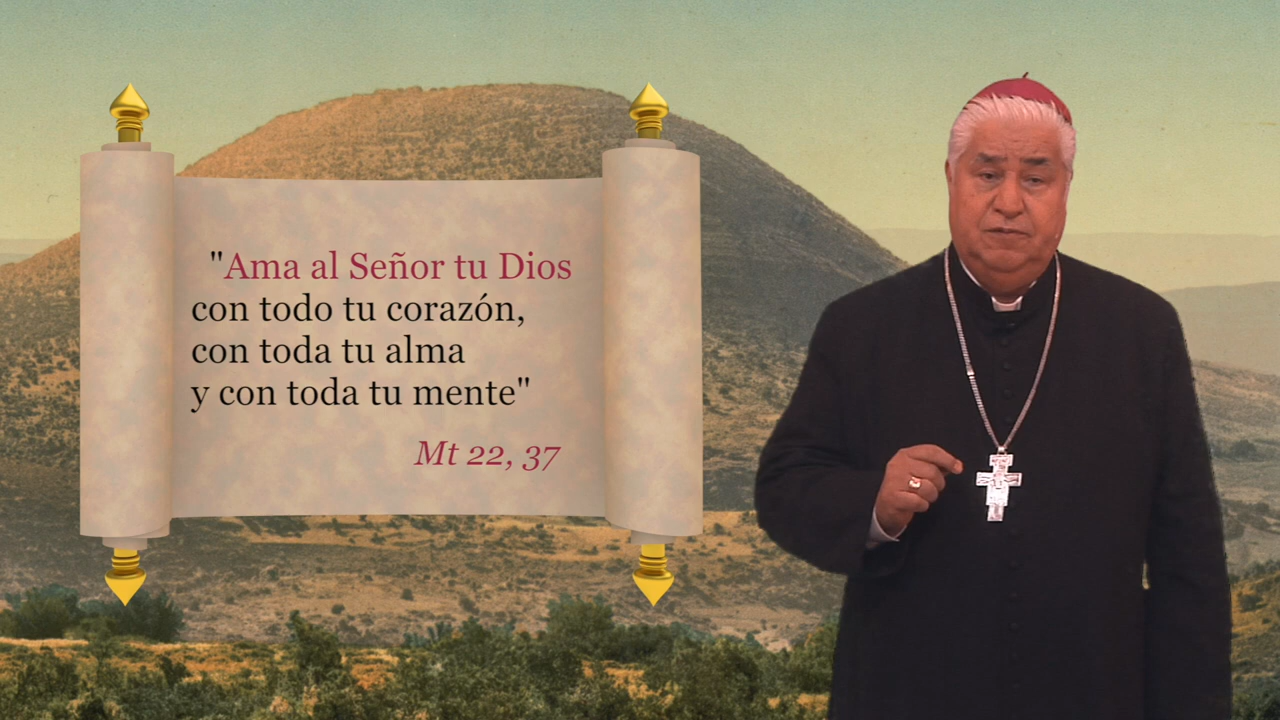 "Ama al Señor tu Dios
con todo tu corazón,
con toda tu alma
y con toda tu mente"
Mt 22, 37